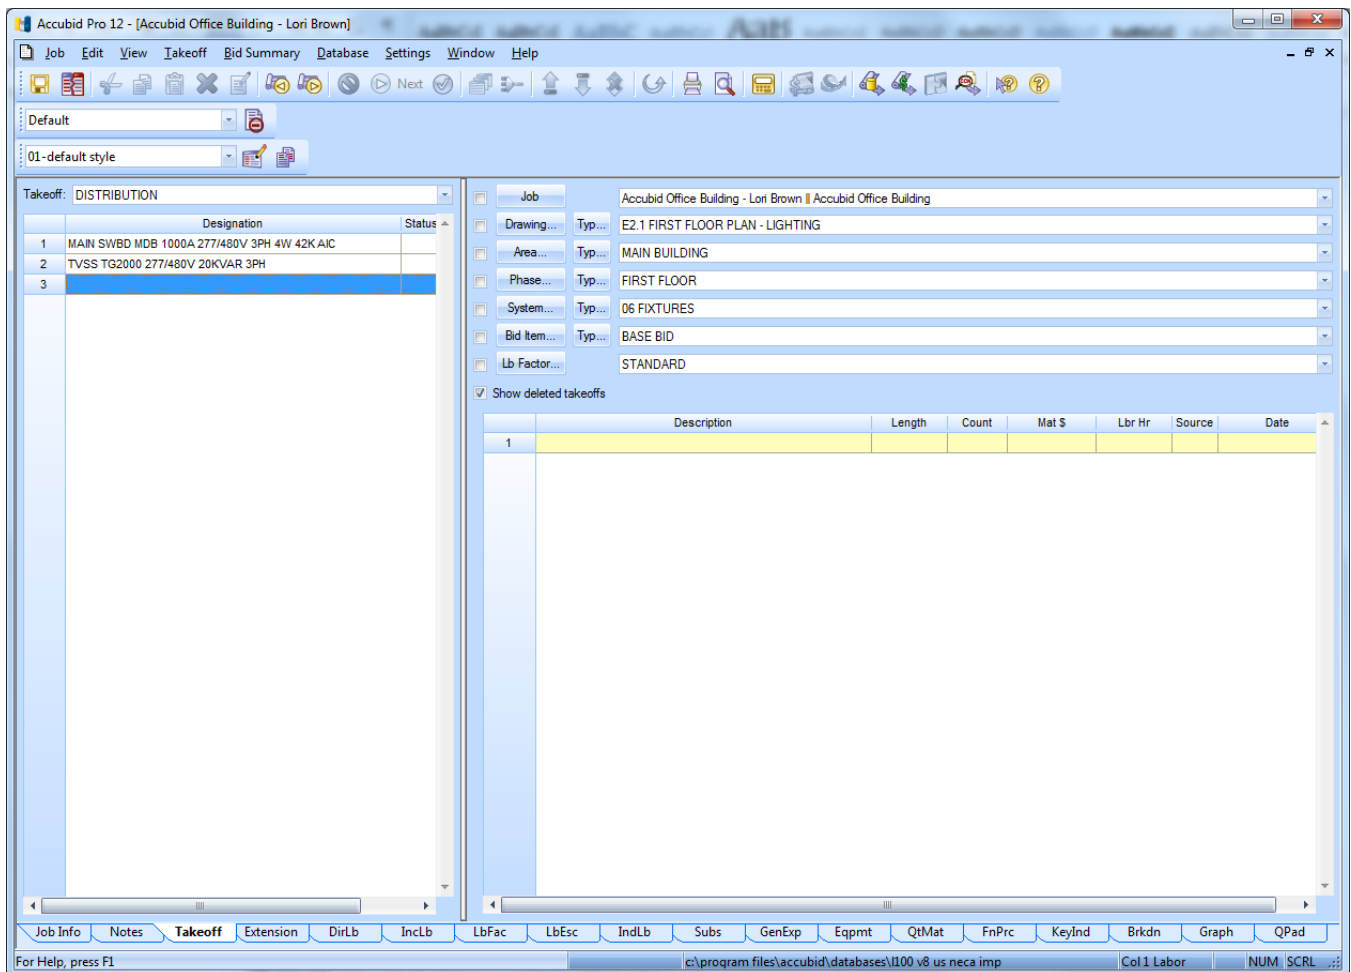 Accubid Pro 12 - [Accubid Office Building - Lori Brown]
Job Edit View Takeoff Bid Summary Database Settings Window Help
Next
Default
01-default style
Takeoff: DISTRIBUTION
Designation Status
1 MAIN SWBD MDB 1000A 277/480V 3PH 4W 42K AIC
2 TVSS TG2000 277/480V 20KVAR 3PH
3
Job Accubid Office Building - Lori Brown || Accubid Office Building
Drawing... Typ... E2.1 FIRST FLOOR PLAN - LIGHTING
Area... Typ... MAIN BUILDING
Phase... Typ... FIRST FLOOR
System... Typ... 06 FIXTURES
Bid Item... Typ... BASE BID
Lb Factor... STANDARD
Show deleted takeoffs
Description Length Count Mat $ Lbr Hr Source Date
1
Job Info Notes Takeoff Extension DirLb IncLb LbFac LbEsc IndLb Subs GenExp Eqpmt QtMat FnPrc KeyInd Brkdn Graph QPad
For Help, press F1 c:\program files\accubid\databases\l100 v8 us neca imp Col 1 Labor NUM SCRL